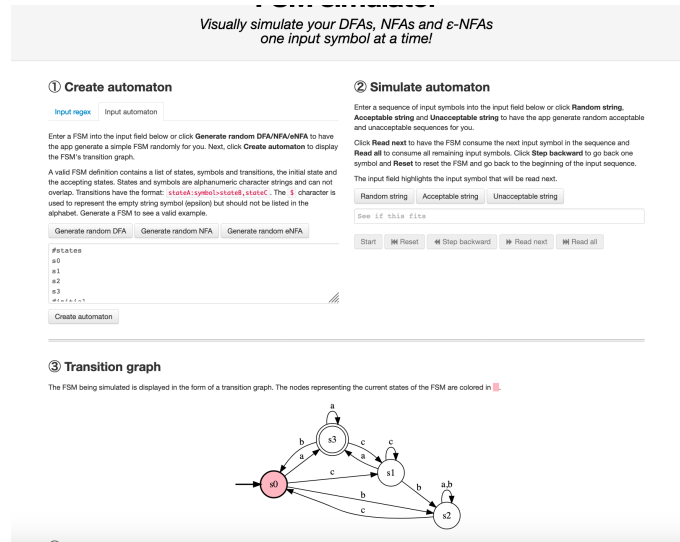 FSM Simulator
Visually simulate your DFAs, NFAs and ε-NFAs
one input symbol at a time!
① Create automaton
Input regex Input automaton
Enter a FSM into the input field below or click Generate random DFA/NFA/eNFA to have
the app generate a simple FSM randomly for you. Next, click Create automaton to display
the FSM's transition graph.
A valid FSM definition contains a list of states, symbols and transitions, the initial state and
the accepting states. States and symbols are alphanumeric character strings and can not
overlap. Transitions have the format: stateA:symbol>stateB,stateC. The $ character is
used to represent the empty string symbol (epsilon) but should not be listed in the
alphabet. Generate a FSM to see a valid example.
Generate random DFA Generate random NFA Generate random eNFA
#states
s0
s1
s2
s3
#initial
Create automaton
② Simulate automaton
Enter a sequence of input symbols into the input field below or click Random string,
Acceptable string and Unacceptable string to have the app generate random acceptable
and unacceptable sequences for you.
Click Read next to have the FSM consume the next input symbol in the sequence and
Read all to consume all remaining input symbols. Click Step backward to go back one
symbol and Reset to reset the FSM and go back to the beginning of the input sequence.
The input field highlights the input symbol that will be read next.
Random string Acceptable string Unacceptable string
See if this fits
Start Reset Step backward Read next Read all
③ Transition graph
The FSM being simulated is displayed in the form of a transition graph. The nodes representing the current states of the FSM are colored in .
a
b s3 c c
a a
s0 c s1
b b a,b
c s2